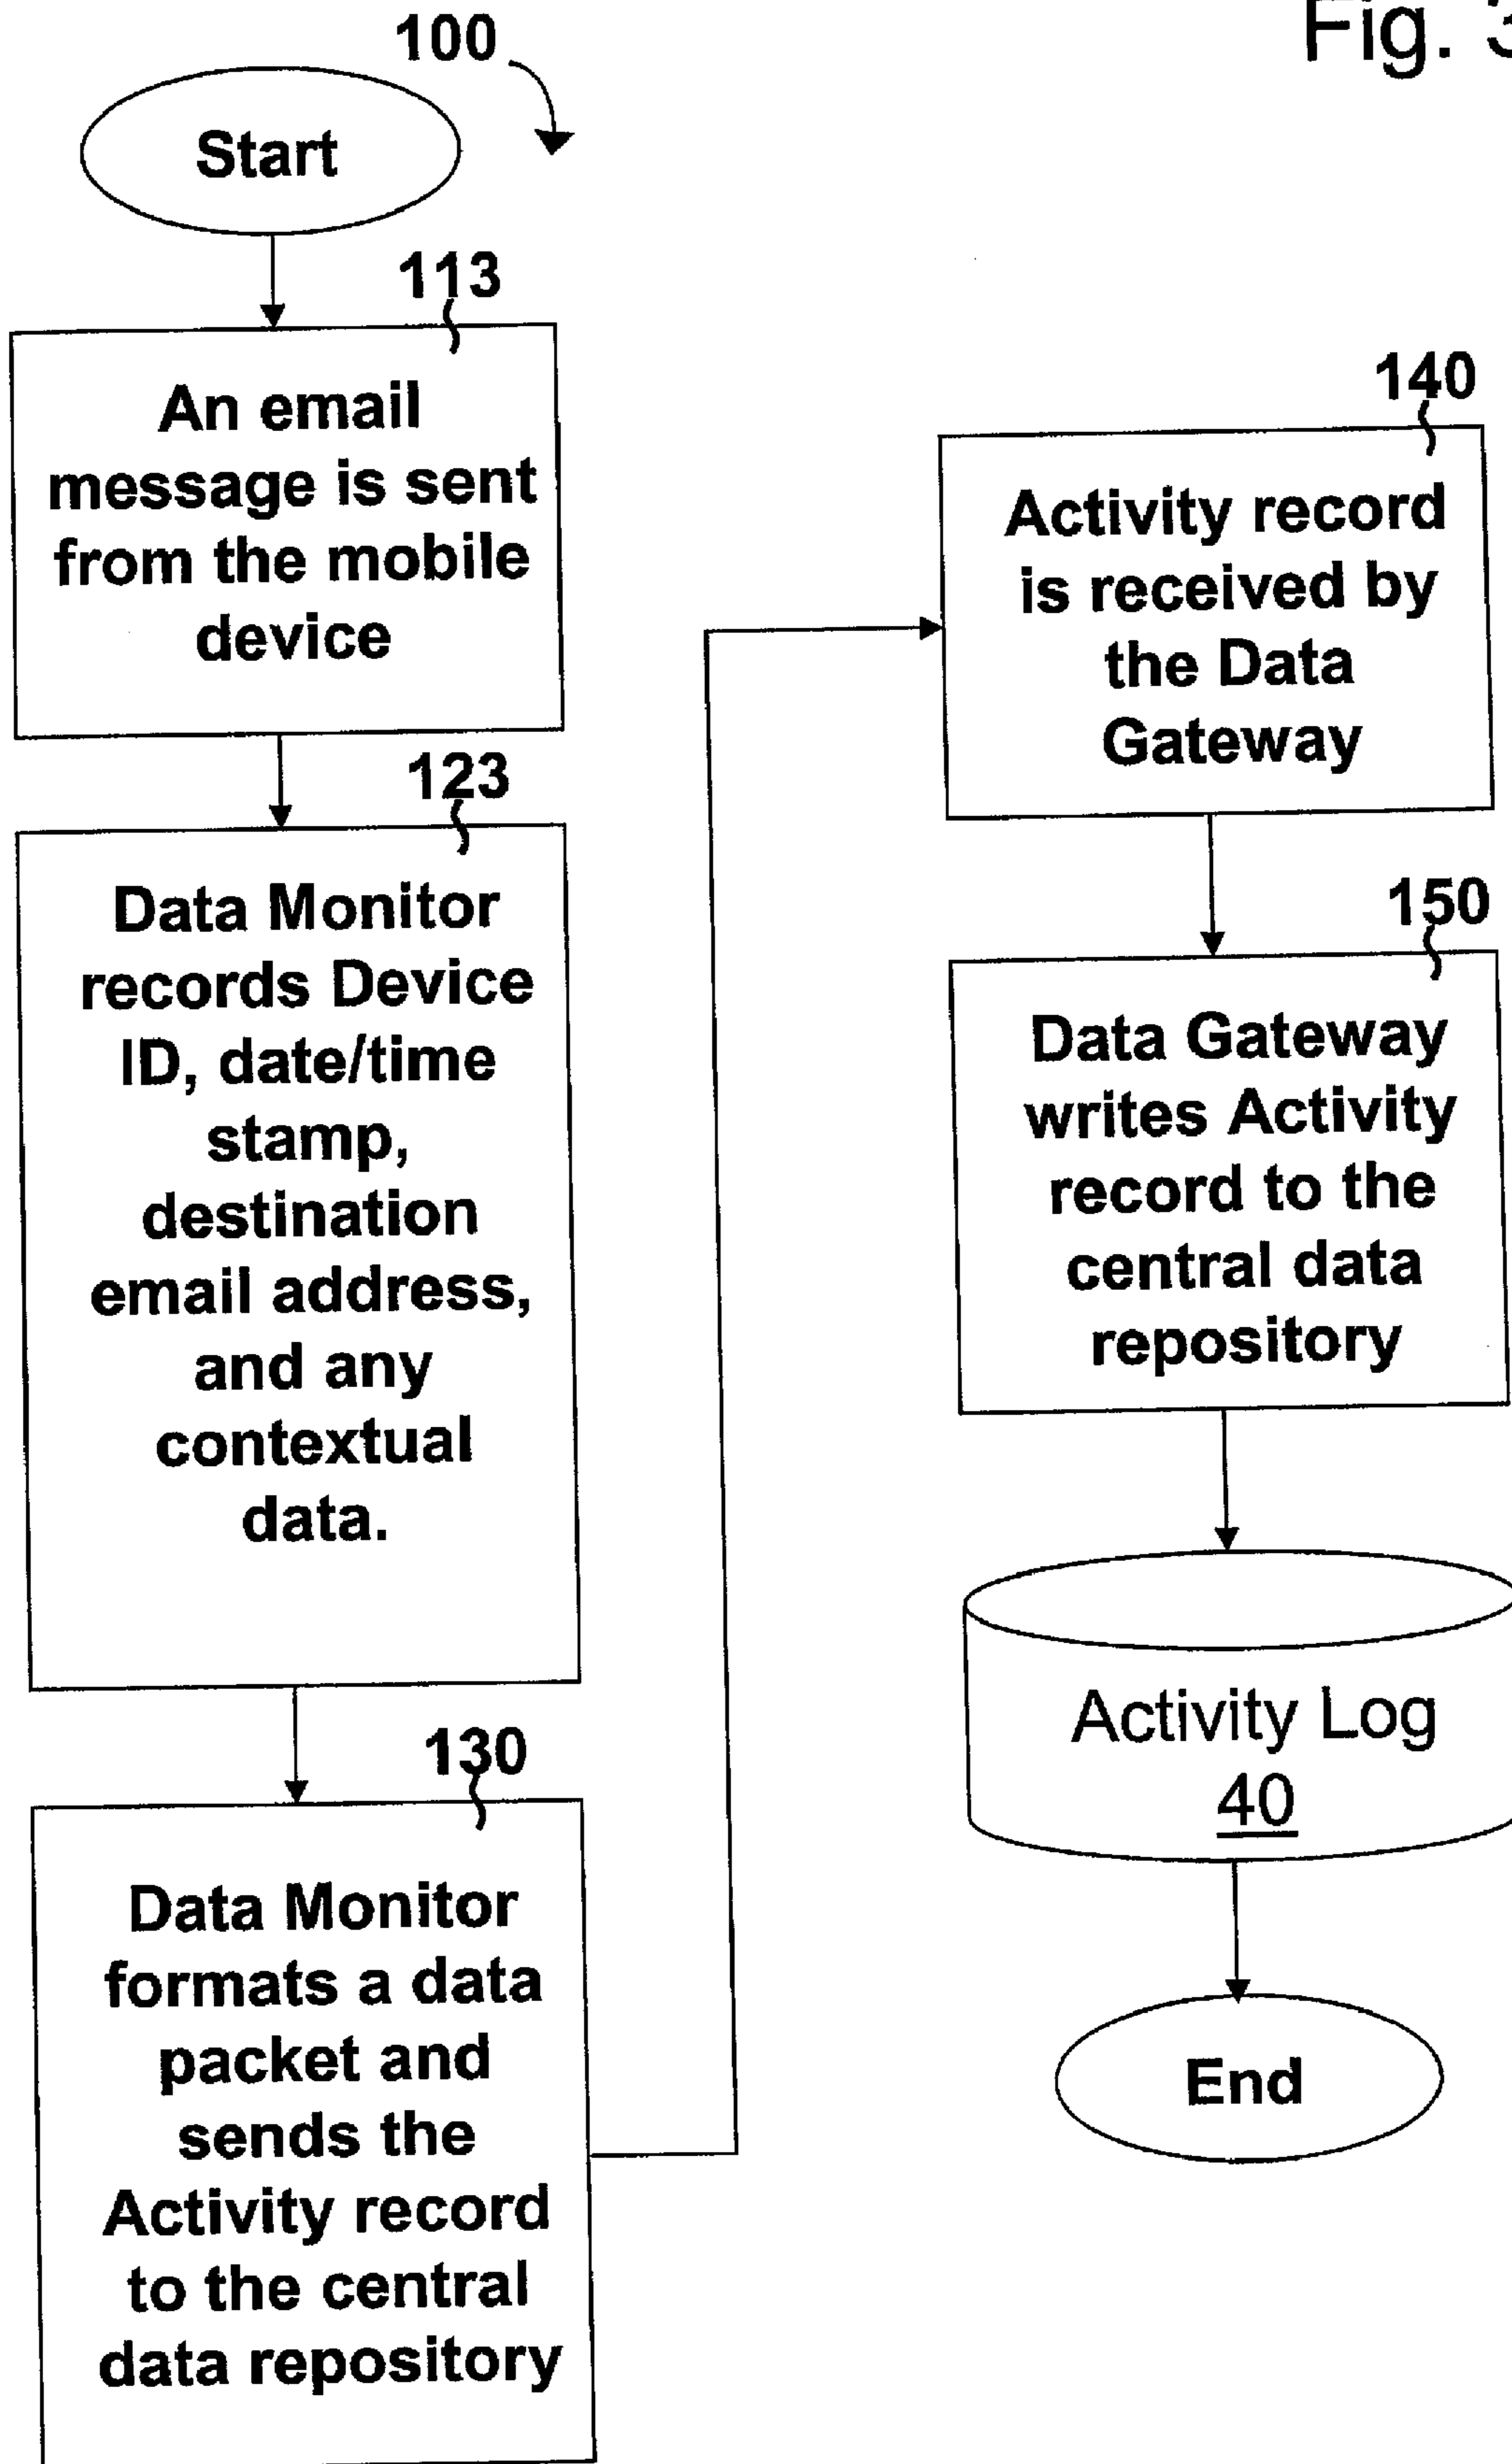 Fig. 3
100
Start
113
An email
message is sent
from the mobile
device
123
Data Monitor
records Device
ID, date/time
stamp,
destination
email address,
and any
contextual
data.
130
Data Monitor
formats a data
packet and
sends the
Activity record
to the central
data repository
140
Activity record
is received by
the Data
Gateway
150
Data Gateway
writes Activity
record to the
central data
repository
Activity Log
40
End